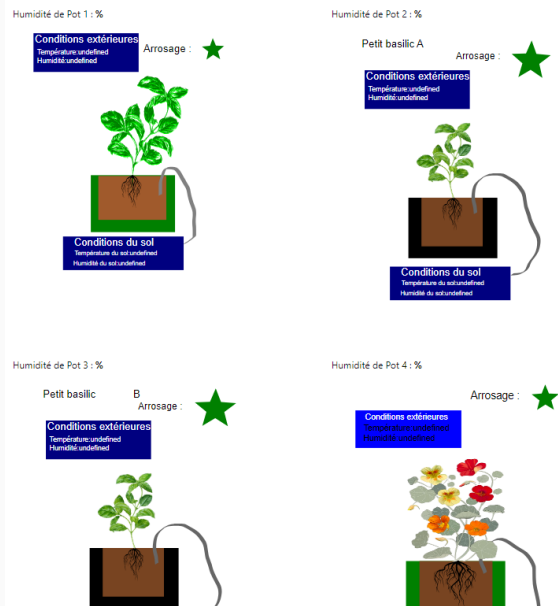 Humidité de Pot 1 : %
Conditions extérieures
Température:undefined
Humidité:undefined
Arrosage :
Conditions du sol
Température du sol:undefined
Humidité du sol:undefined
Humidité de Pot 2 : %
Petit basilic A
Arrosage :
Conditions extérieures
Température:undefined
Humidité:undefined
Conditions du sol
Température du sol:undefined
Humidité du sol:undefined
Humidité de Pot 3 : %
Petit basilic B
Arrosage :
Conditions extérieures
Température:undefined
Humidité:undefined
Humidité de Pot 4 : %
Arrosage :
Conditions extérieures
Température:undefined
Humidité:undefined